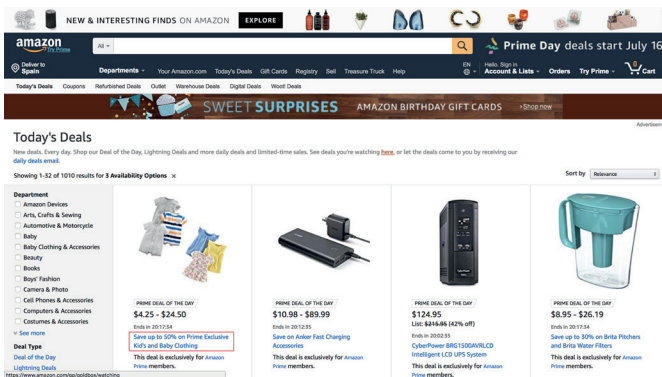 NEW & INTERESTING FINDS ON AMAZON EXPLORE
amazon
Try Prime
All
Prime Day deals start July 16
Deliver to
Spain
Departments Your Amazon.com Today's Deals Gift Cards Registry Sell Treasure Truck Help
EN
Hello. Sign in
Account & Lists Orders Try Prime 0 Cart
Today's Deals Coupons Refurbished Deals Outlet Warehouse Deals Digital Deals Woot! Deals
SWEET SURPRISES AMAZON BIRTHDAY GIFT CARDS Shop now
Today's Deals
New deals. Every day. Shop our Deal of the Day, Lightning Deals and more daily deals and limited-time sales. See deals you're watching here, or let the deals come to you by receiving our
daily deals email.
Showing 1-32 of 1010 results for 3 Availability Options ×
Sort by Relevance
Department
Amazon Devices
Arts, Crafts & Sewing
Automotive & Motorcycle
Baby
Baby Clothing & Accessories
Beauty
Books
Boys' Fashion
Camera & Photo
Cell Phones & Accessories
Computers & Accessories
Costumes & Accessories
See more
Deal Type
Deal of the Day
Lightning Deals
https://www.amazon.com/gp/goldbox/watching
PRIME DEAL OF THE DAY
$4.25 - $24.50
Ends in 20:17:34
Save up to 50% on Prime Exclusive
Kid's and Baby Clothing
This deal is exclusively for Amazon
Prime members.
PRIME DEAL OF THE DAY
$10.98 - $89.99
Ends in 20:12:35
Save on Anker Fast Charging
Accessories
This deal is exclusively for Amazon
Prime members.
PRIME DEAL OF THE DAY
$124.95
List: $215.95 (42% off)
Ends in 20:02:35
CyberPower BRG1500AVRLCD
Intelligent LCD UPS System
This deal is exclusively for Amazon
Prime members.
PRIME DEAL OF THE DAY
$8.95 - $26.19
Ends in 20:17:34
Save up to 30% on Brita Pitchers
and Brita Water Filters
This deal is exclusively for Amazon
Prime members.